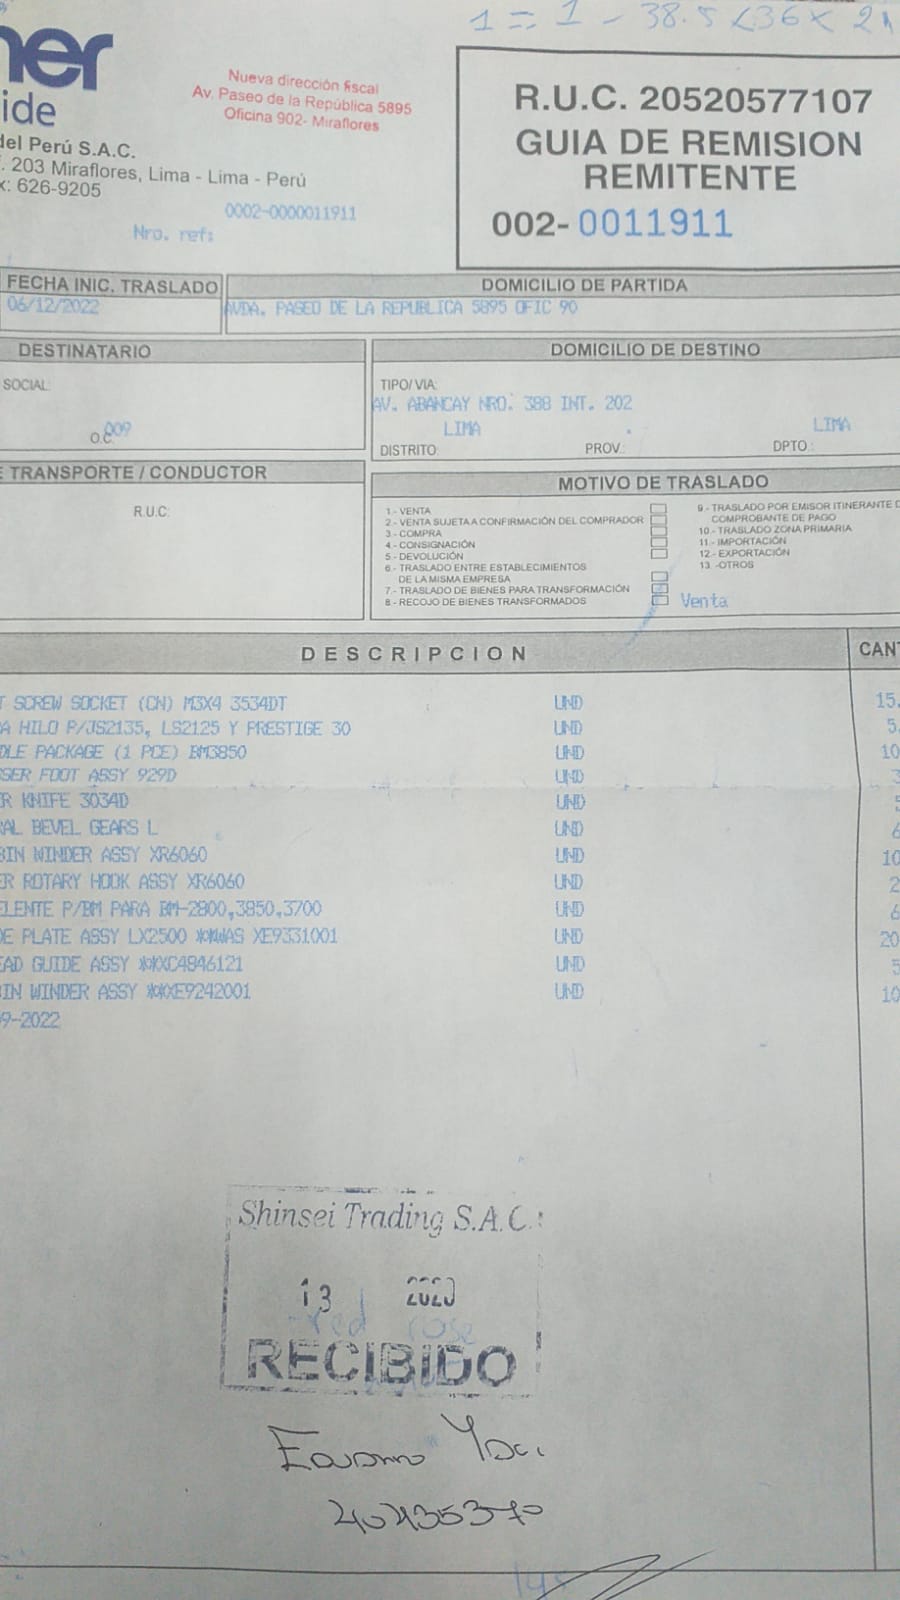 1 = 1 - 38.5 <36 x
ner
ide
del Perú S.A.C.
. 203 Miraflores, Lima - Lima - Perú
x: 626-9205
Nueva dirección fiscal
Av. Paseo de la República 5895
Oficina 902- Miraflores
0002-0000011911
Nro. ref:
R.U.C. 20520577107
GUIA DE REMISION
REMITENTE
002- 0011911
FECHA INIC. TRASLADO
06/12/2022
DOMICILIO DE PARTIDA
AVDA. PASEO DE LA REPUBLICA 5895 OFIC 90
DESTINATARIO
SOCIAL:
O.C. 009
DOMICILIO DE DESTINO
TIPO/ VIA:
AV. ABANCAY NRO. 388 INT. 202
LIMA LIMA
DISTRITO: PROV.: DPTO.:
E TRANSPORTE / CONDUCTOR
R.U.C:
MOTIVO DE TRASLADO
1.- VENTA
2.- VENTA SUJETA A CONFIRMACIÓN DEL COMPRADOR
3.- COMPRA
4.- CONSIGNACIÓN
5.- DEVOLUCIÓN
6.- TRASLADO ENTRE ESTABLECIMIENTOS
DE LA MISMA EMPRESA
7.- TRASLADO DE BIENES PARA TRANSFORMACIÓN
8.- RECOJO DE BIENES TRANSFORMADOS
9.- TRASLADO POR EMISOR ITINERANTE D
COMPROBANTE DE PAGO
10.- TRASLADO ZONA PRIMARIA
11.- IMPORTACIÓN
12.- EXPORTACIÓN
13.-OTROS
Venta
DESCRIPCION CANT
T SCREW SOCKET (CN) M3X4 3534DT UND 15.
A HILO P/JS2135, LS2125 Y PRESTIGE 30 UND 5.
DLE PACKAGE (1 PCE) BM3850 UND 10
SER FOOT ASSY 929D UND 3
R KNIFE 3034D UND 5
RAL BEVEL GEARS L UND 6
BIN WINDER ASSY XR6060 UND 10
ER ROTARY HOOK ASSY XR6060 UND 2
ELENTE P/BM PARA BM-2800,3850,3700 UND 6
DE PLATE ASSY LX2500 **WAS XE9331001 UND 20
EAD GUIDE ASSY **XC4846121 UND 5
IN WINDER ASSY **XE9242001 UND 10
9-2022
Shinsei Trading S.A.C.
13 2020
red rose
RECIBIDO
40435370